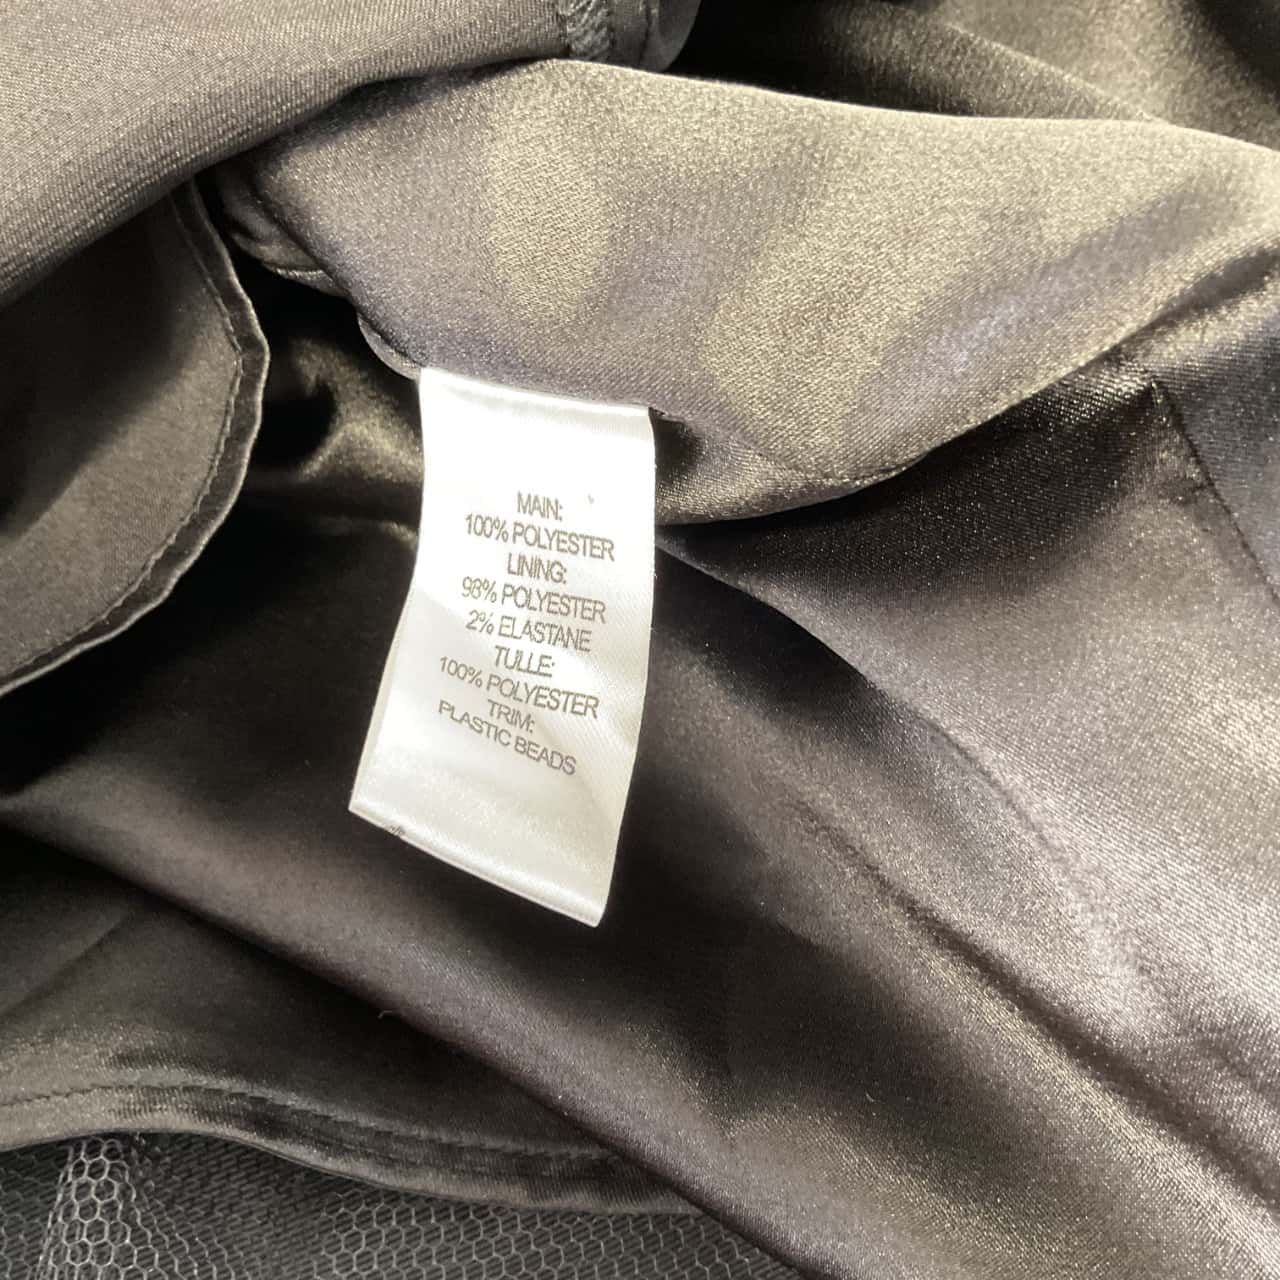 MAIN:
100% POLYESTER
LINING:
98% POLYESTER
2% ELASTANE
TULLE:
100% POLYESTER
TRIM:
PLASTIC BEADS